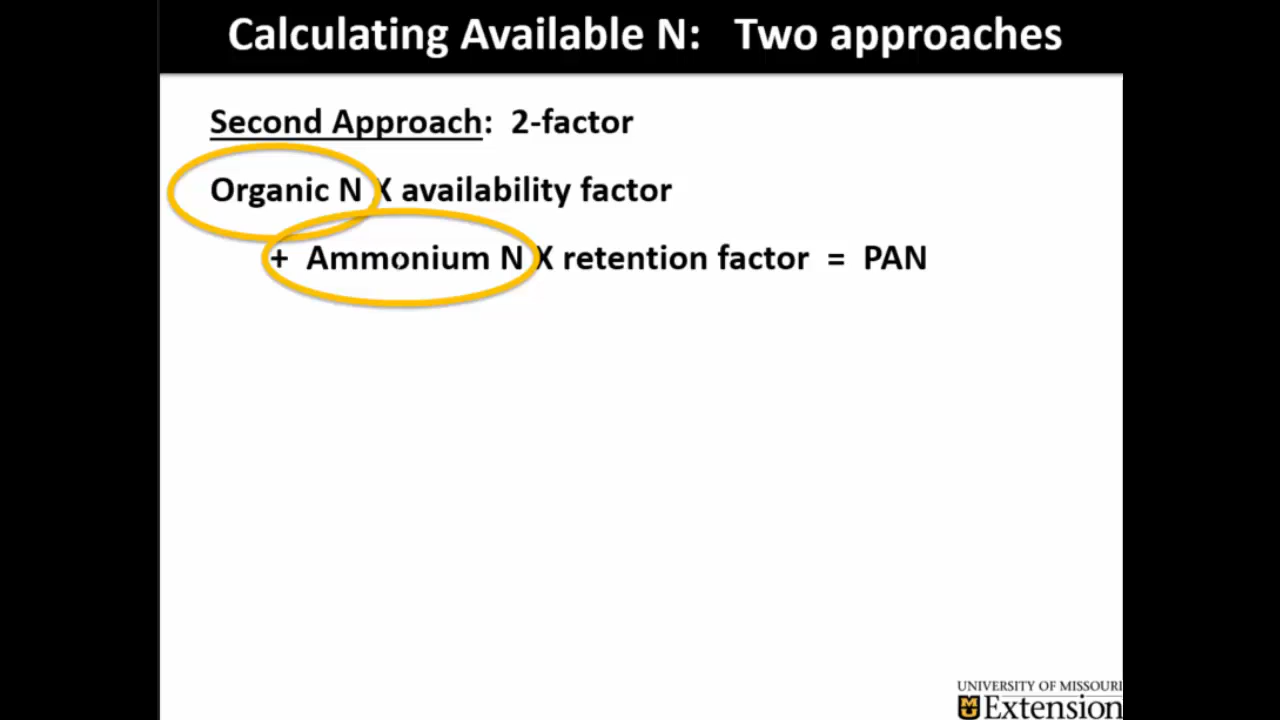 Calculating Available N: Two approaches
Second Approach: 2-factor
Organic N X availability factor
+ Ammonium N X retention factor = PAN
UNIVERSITY OF MISSOURI
Extension